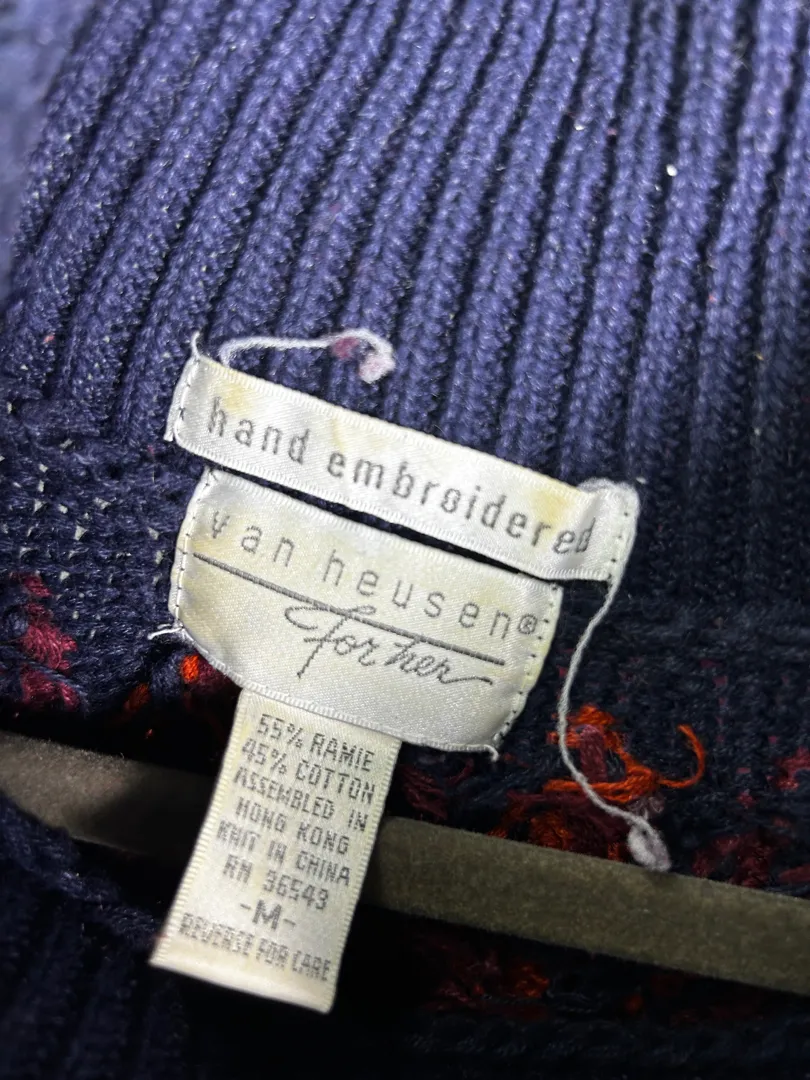 hand embroidered
van heusen®
for her
55% RAMIE
45% COTTON
ASSEMBLED IN
HONG KONG
KNIT IN CHINA
RN 36543
-M-
REVERSE FOR CARE